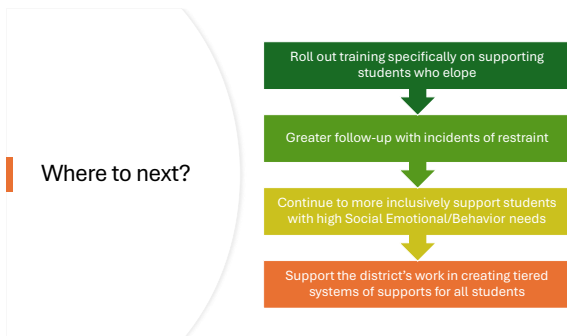 Where to next?
Roll out training specifically on supporting
students who elope
Greater follow-up with incidents of restraint
Continue to more inclusively support students
with high Social Emotional/Behavior needs
Support the district’s work in creating tiered
systems of supports for all students